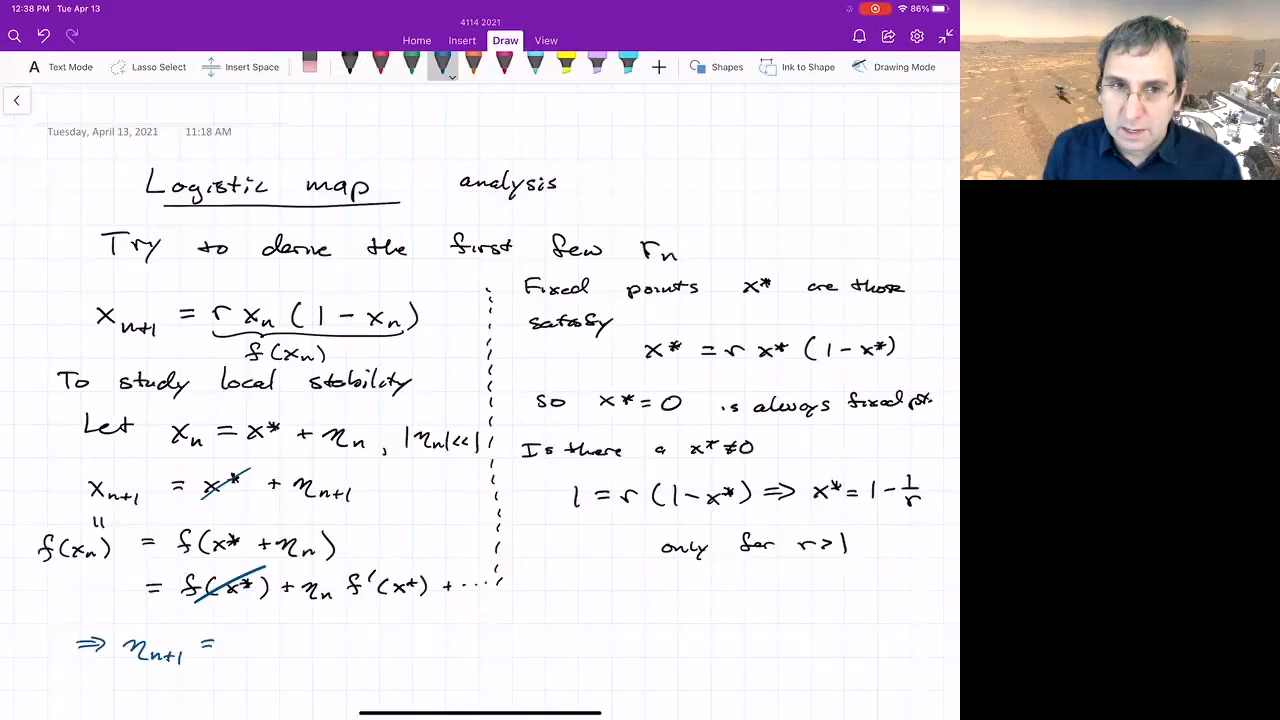 12:38 PM Tue Apr 13
86%
4114 2021
Home Insert Draw View
Text Mode Lasso Select Insert Space Shapes Ink to Shape Drawing Mode
Tuesday, April 13, 2021 11:18 AM
Logistic map analysis
Try to derive the first few rₙ
xₙ₊₁ = r xₙ (1 - xₙ)
f(xₙ)
To study local stability
Let xₙ = x* + ηₙ, |ηₙ| << 1
xₙ₊₁ = x* + ηₙ₊₁
=
f(xₙ) = f(x* + ηₙ)
= f(x*) + ηₙ f'(x*) + ...
⇒ ηₙ₊₁ =
Fixed points x* are those
satisfy
x* = r x* (1 - x*)
so x* = 0 is always fixed pt.
Is there a x* ≠ 0
1 = r (1 - x*) ⇒ x* = 1 - 1/r
only for r > 1